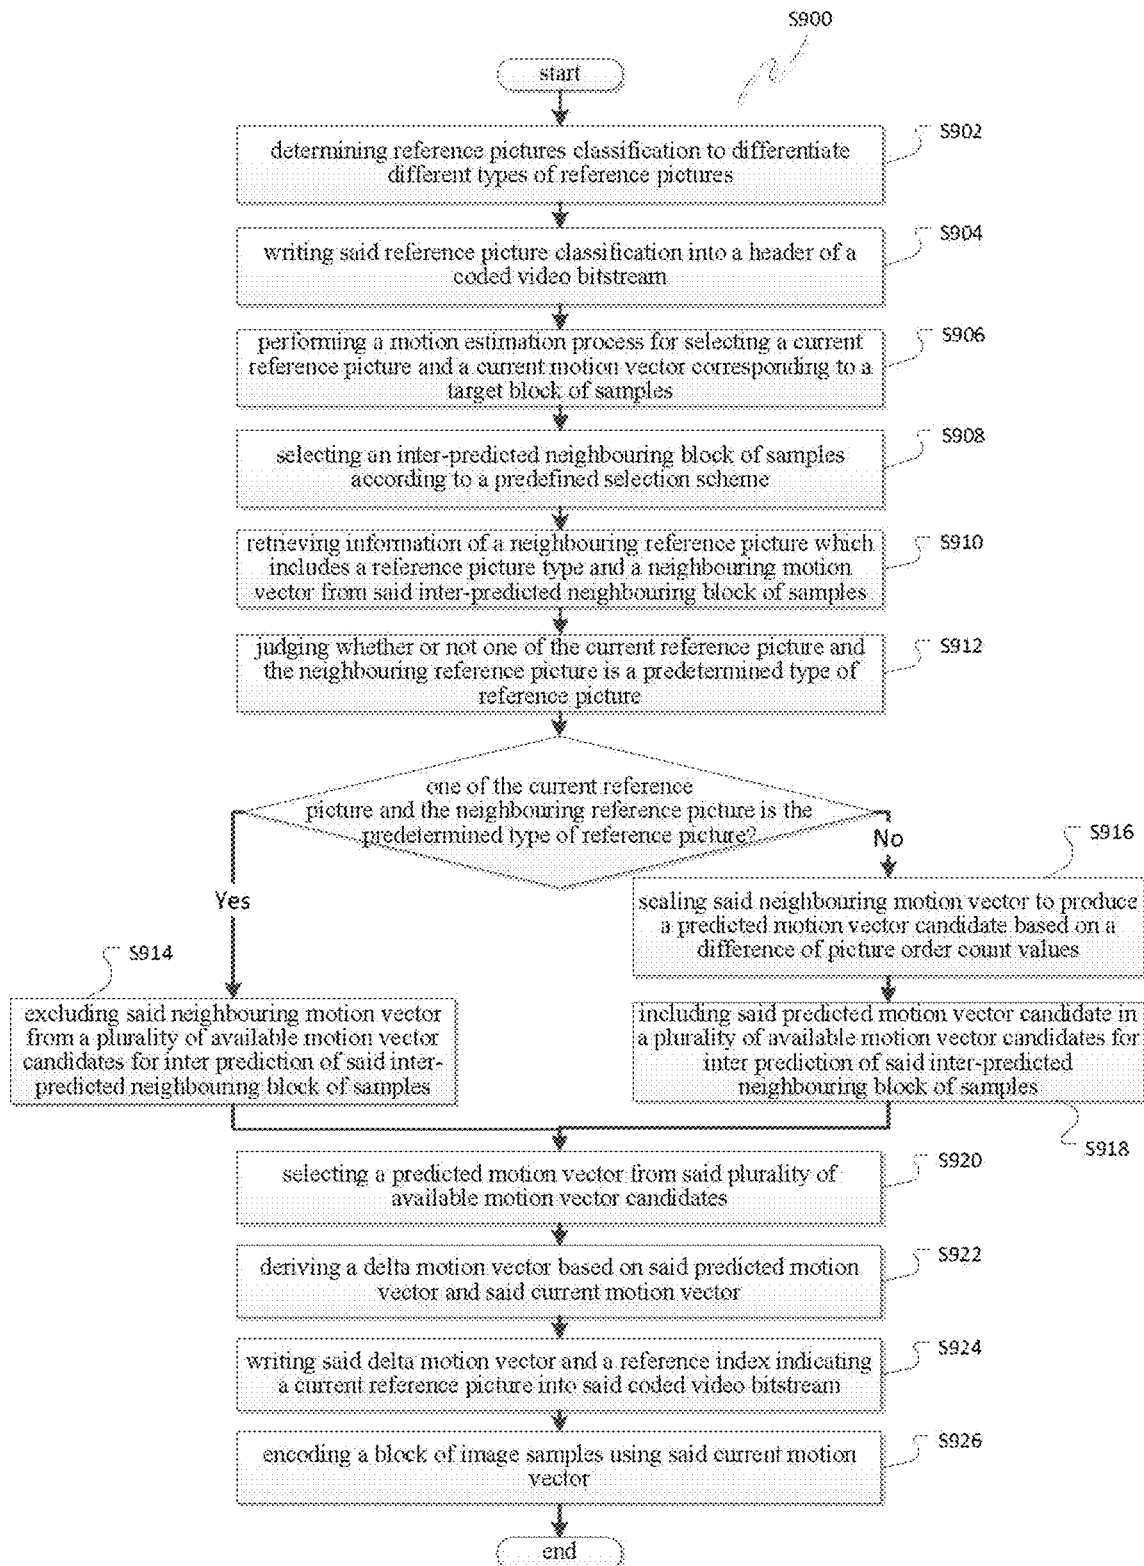 S900
start
S902
determining reference pictures classification to differentiate
different types of reference pictures
S904
writing said reference picture classification into a header of a
coded video bitstream
S906
performing a motion estimation process for selecting a current
reference picture and a current motion vector corresponding to a
target block of samples
S908
selecting an inter-predicted neighbouring block of samples
according to a predefined selection scheme
S910
retrieving information of a neighbouring reference picture which
includes a reference picture type and a neighbouring motion
vector from said inter-predicted neighbouring block of samples
S912
judging whether or not one of the current reference picture and
the neighbouring reference picture is a predetermined type of
reference picture
one of the current reference
picture and the neighbouring reference picture is the
predetermined type of reference picture?
Yes
No
S914
excluding said neighbouring motion vector
from a plurality of available motion vector
candidates for inter prediction of said inter-
predicted neighbouring block of samples
S916
scaling said neighbouring motion vector to produce
a predicted motion vector candidate based on a
difference of picture order count values
including said predicted motion vector candidate in
a plurality of available motion vector candidates for
inter prediction of said inter-predicted
neighbouring block of samples
S918
S920
selecting a predicted motion vector from said plurality of
available motion vector candidates
S922
deriving a delta motion vector based on said predicted motion
vector and said current motion vector
S924
writing said delta motion vector and a reference index indicating
a current reference picture into said coded video bitstream
S926
encoding a block of image samples using said current motion
vector
end